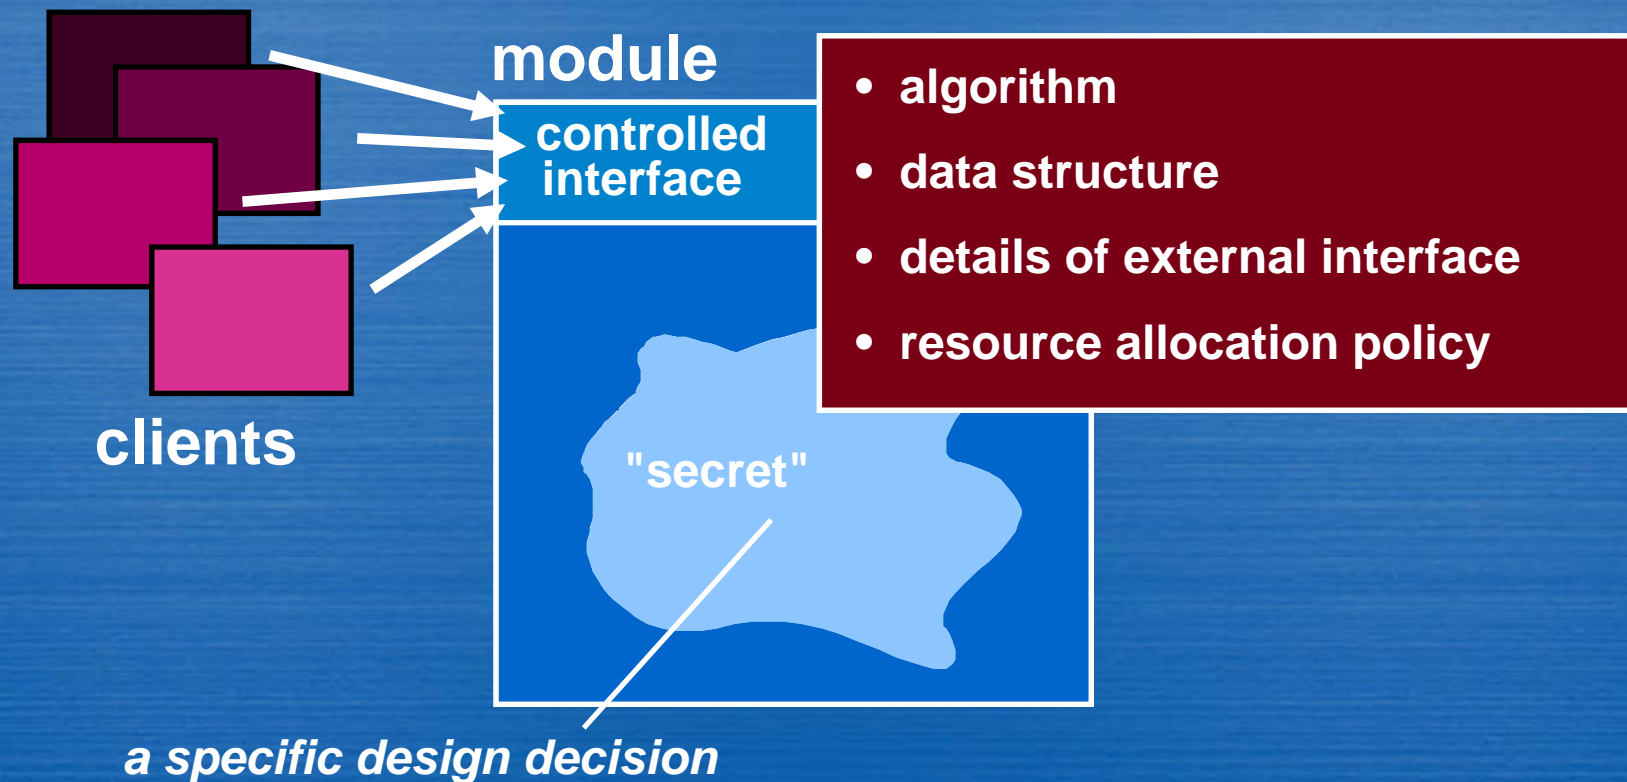 module
controlled
interface
• algorithm
• data structure
• details of external interface
• resource allocation policy
clients
"secret"
a specific design decision